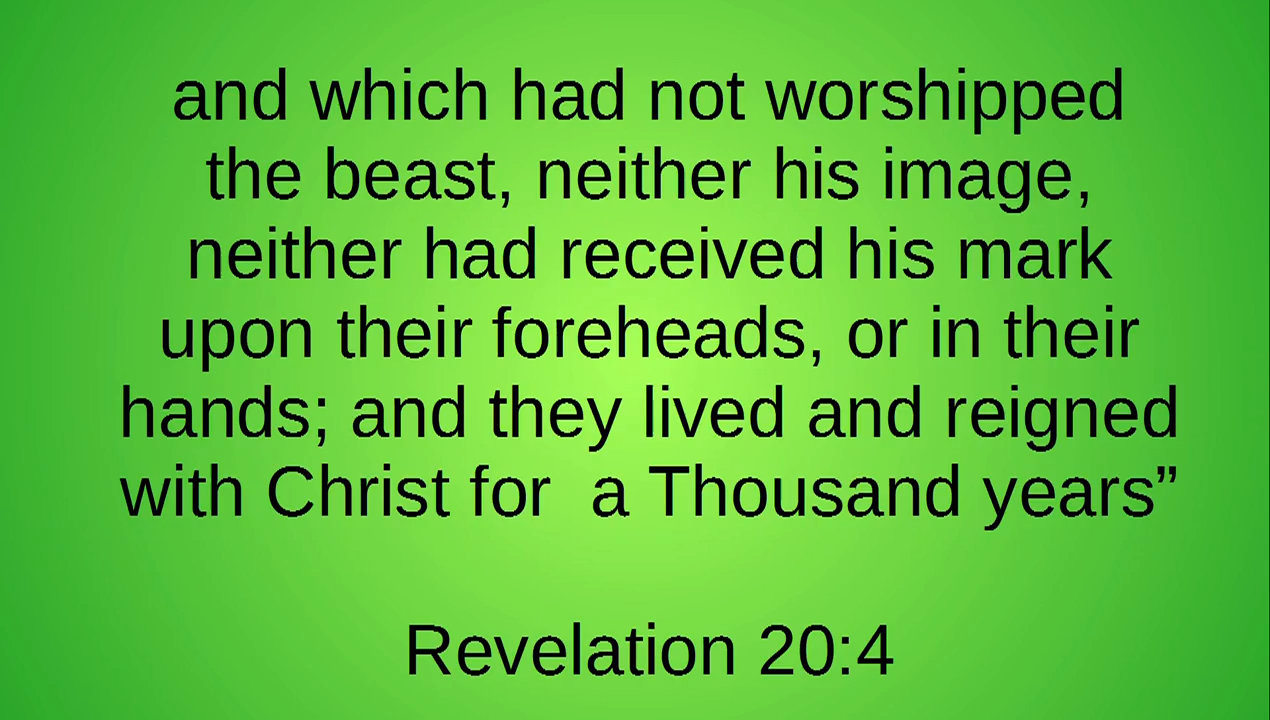 and which had not worshipped
the beast, neither his image,
neither had received his mark
upon their foreheads, or in their
hands; and they lived and reigned
with Christ for  a Thousand years”
Revelation 20:4